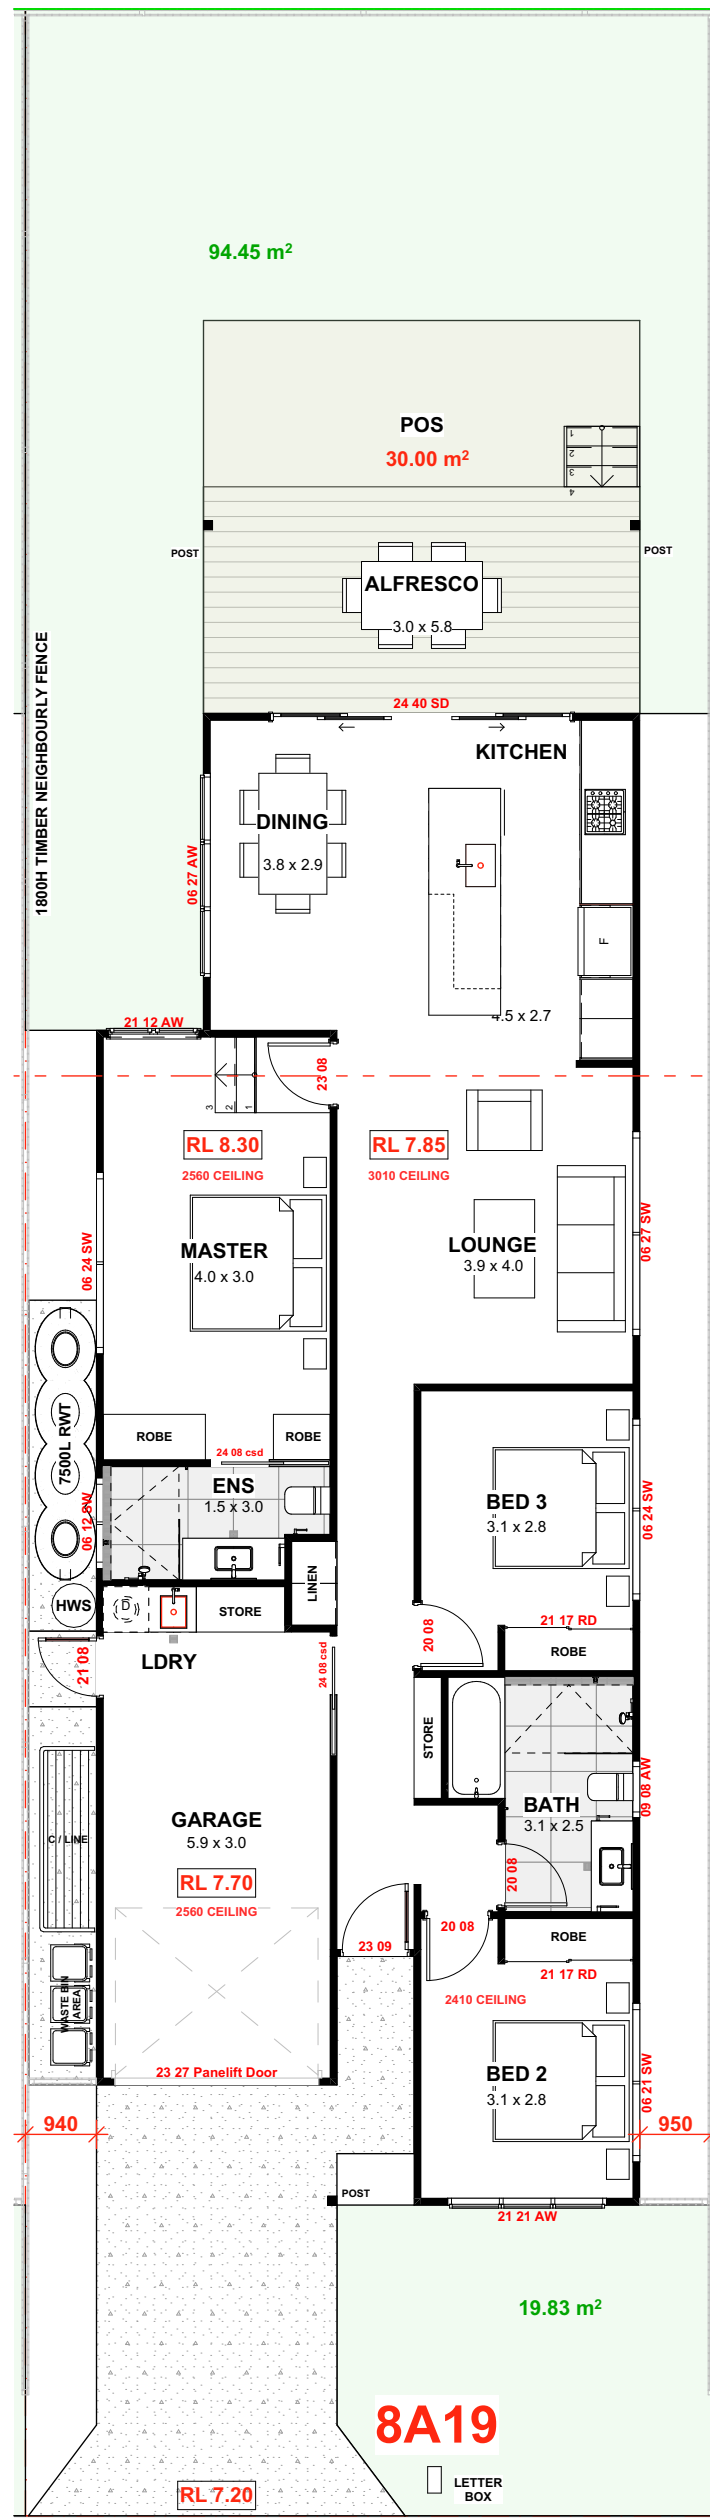 94.45 m²
POS
30.00 m²
1
2
3
4
POST
POST
ALFRESCO
3.0 x 5.8
1800H TIMBER NEIGHBOURLY FENCE
24 40 SD
KITCHEN
DINING
3.8 x 2.9
06 27 AW
F
4.5 x 2.7
21 12 AW
23 08
3
2
1
RL 8.30
2560 CEILING
RL 7.85
3010 CEILING
06 24 SW
MASTER
4.0 x 3.0
LOUNGE
3.9 x 4.0
06 27 SW
7500L RWT
ROBE
ROBE
24 08 csd
ENS
1.5 x 3.0
06 12 SW
BED 3
3.1 x 2.8
06 24 SW
LINEN
HWS
D
STORE
21 17 RD
ROBE
20 08
21 08
LDRY
24 08 csd
STORE
BATH
3.1 x 2.5
09 08 AW
C / LINE
GARAGE
5.9 x 3.0
RL 7.70
2560 CEILING
20 08
20 08
23 09
ROBE
21 17 RD
2410 CEILING
WASTE BIN
AREA
23 27 Panelift Door
BED 2
3.1 x 2.8
06 21 SW
940
950
POST
21 21 AW
19.83 m²
8A19
LETTER
BOX
RL 7.20